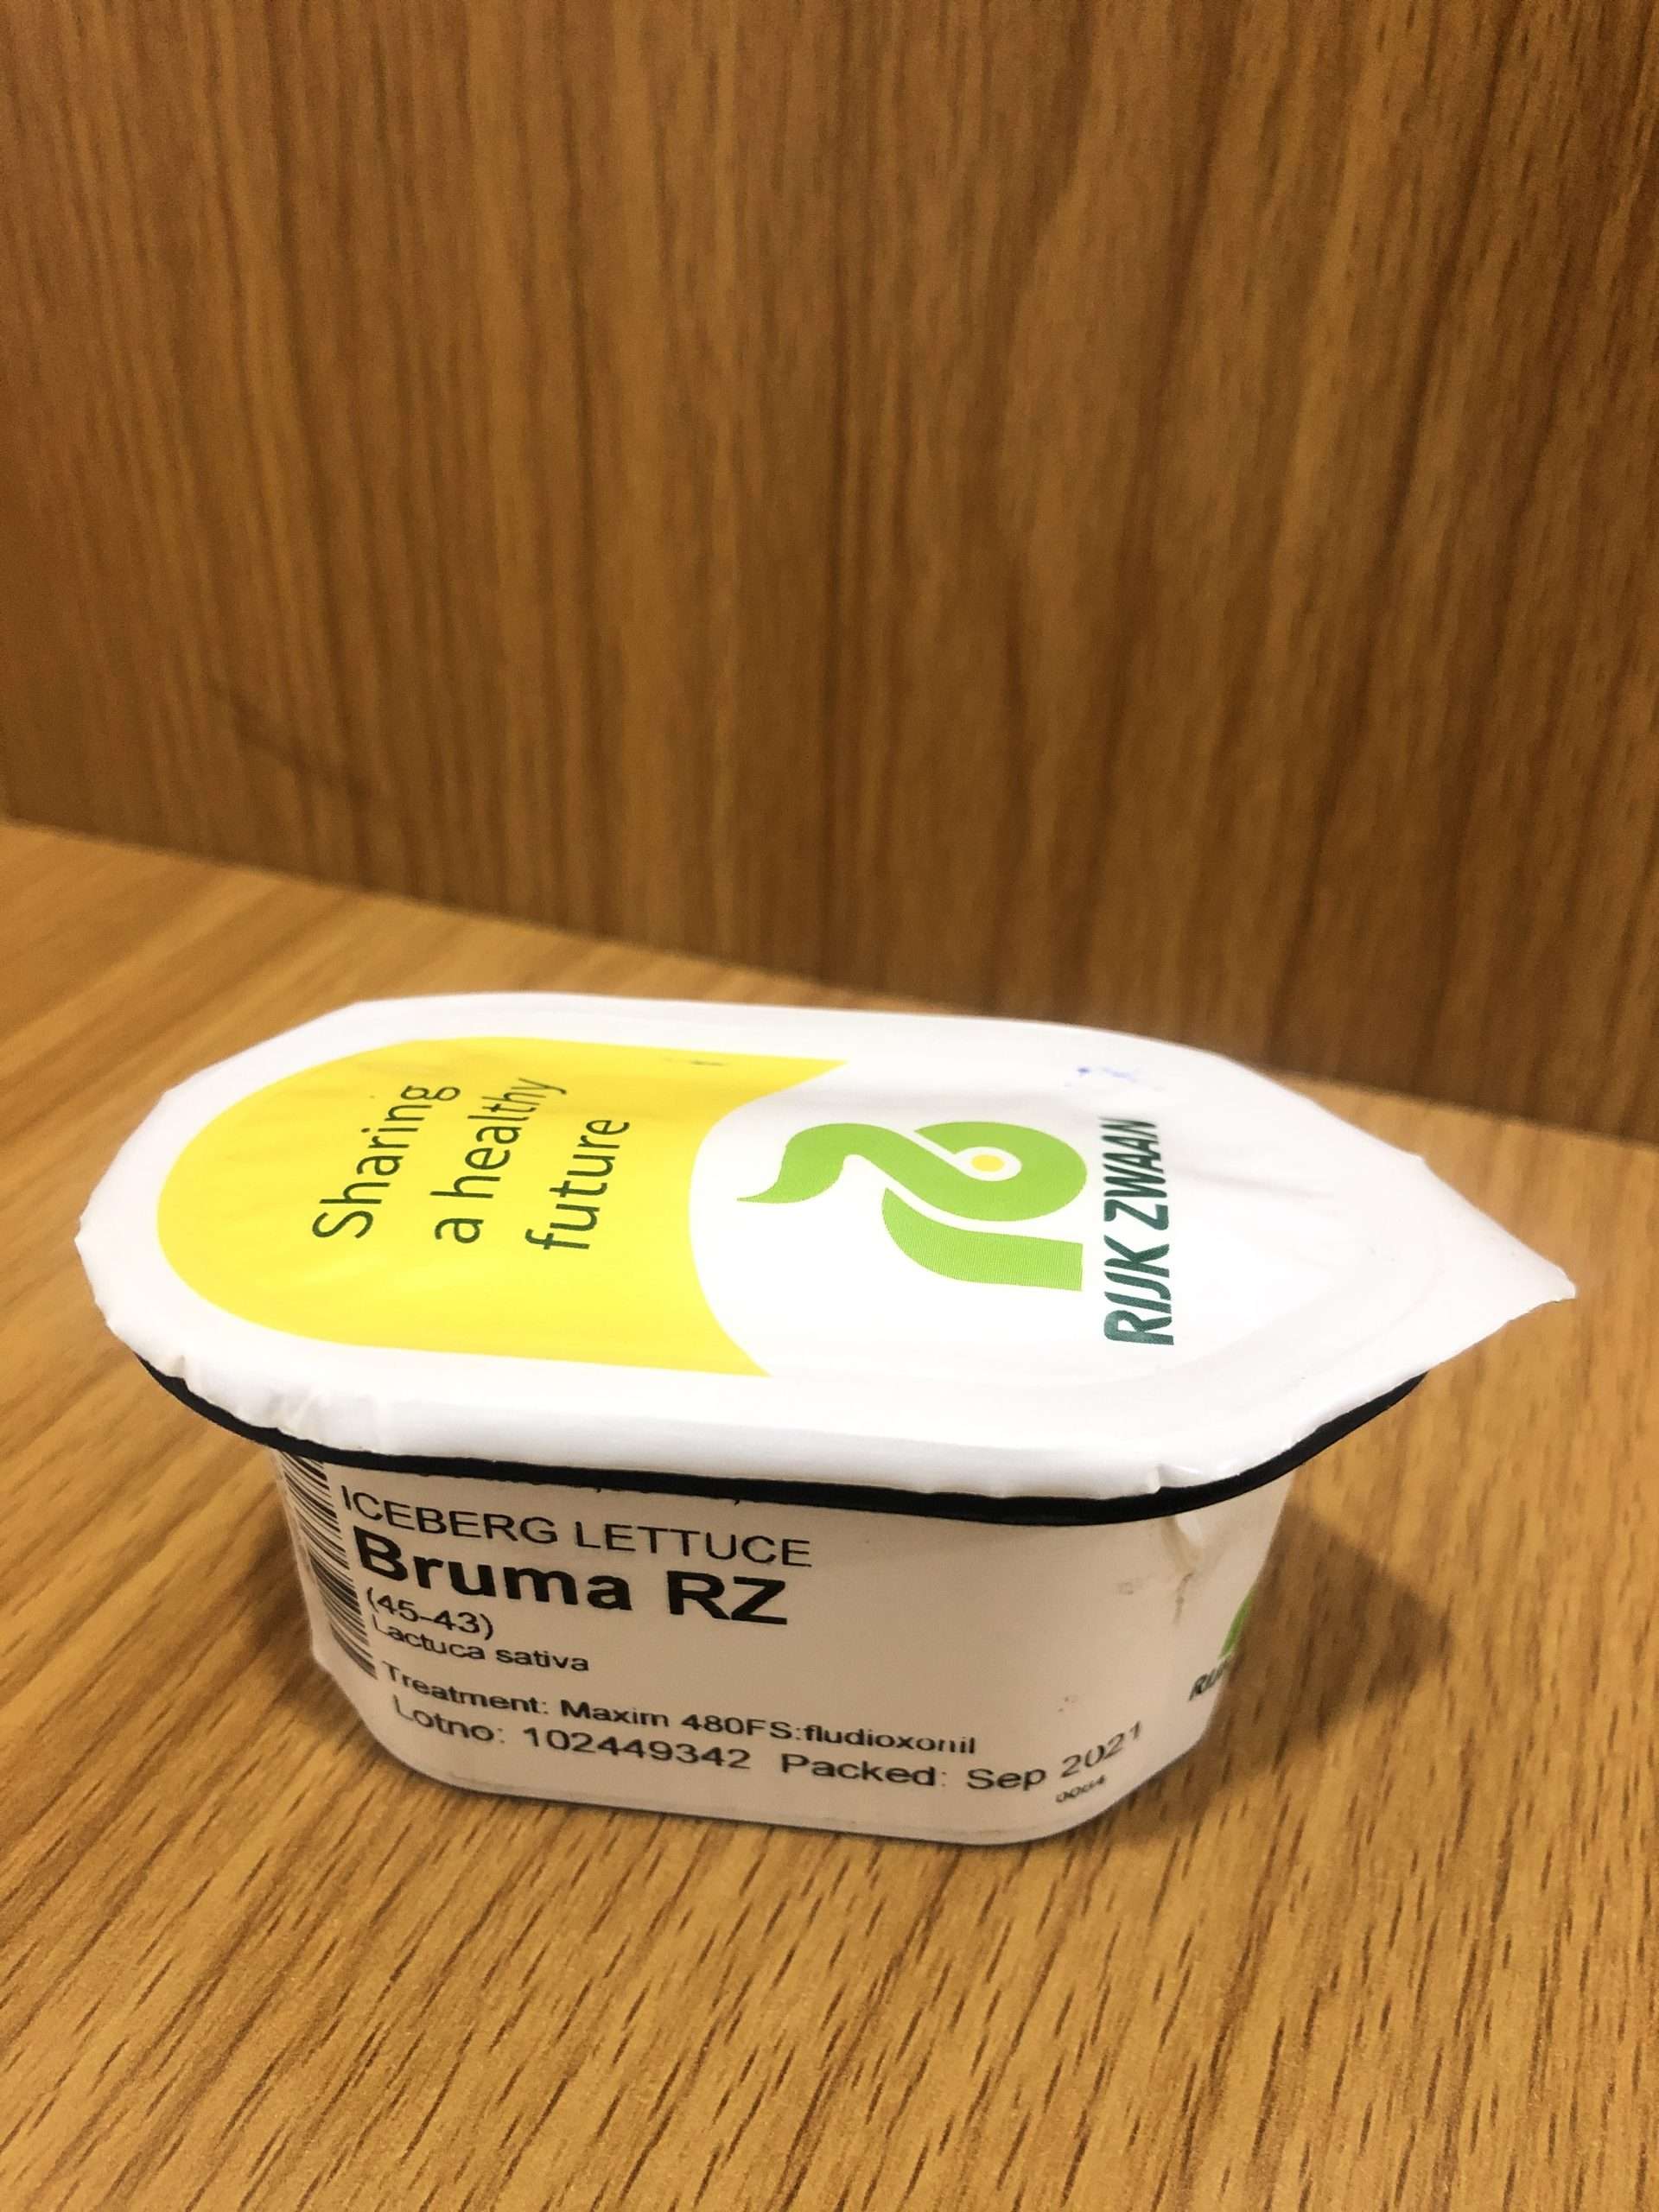 Sharing
a healthy
future
RIJK ZWAAN
ICEBERG LETTUCE
Bruma RZ
(45-43)
Lactuca sativa
Treatment: Maxim 480FS:fludioxonil
Lotno: 102449342 Packed: Sep 2021